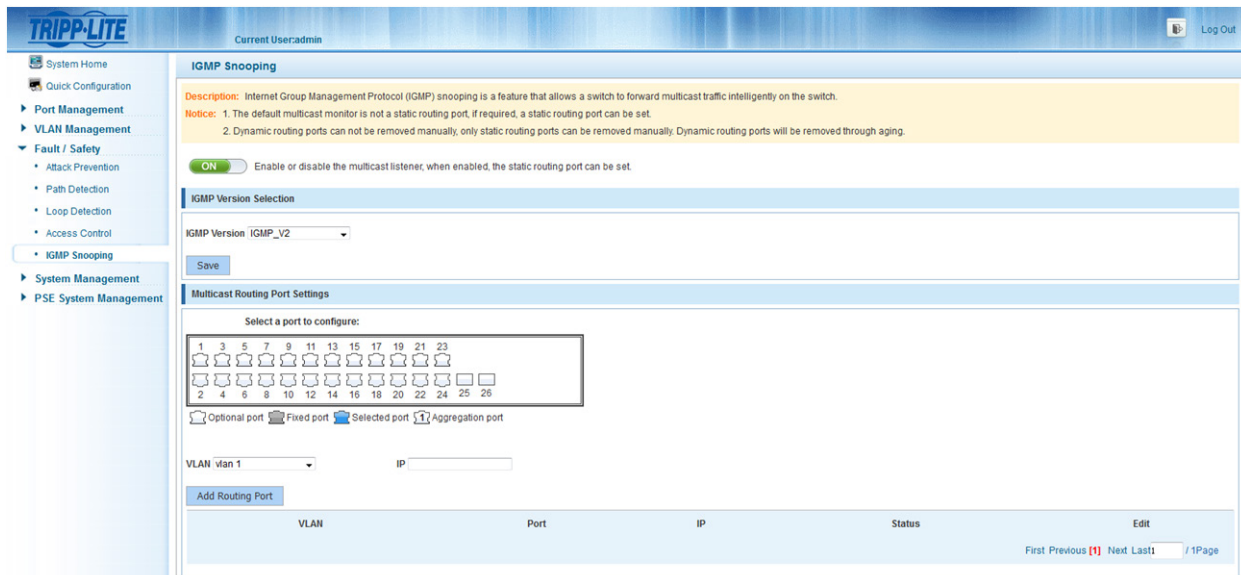 TRIPP·LITE
Current User:admin
Log Out
System Home
Quick Configuration
Port Management
VLAN Management
Fault / Safety
Attack Prevention
Path Detection
Loop Detection
Access Control
IGMP Snooping
System Management
PSE System Management
IGMP Snooping
Description: Internet Group Management Protocol (IGMP) snooping is a feature that allows a switch to forward multicast traffic intelligently on the switch.
Notice: 1. The default multicast monitor is not a static routing port, if required, a static routing port can be set.
2. Dynamic routing ports can not be removed manually, only static routing ports can be removed manually. Dynamic routing ports will be removed through aging.
ON Enable or disable the multicast listener, when enabled, the static routing port can be set.
IGMP Version Selection
IGMP Version IGMP_V2
Save
Multicast Routing Port Settings
Select a port to configure:
1 3 5 7 9 11 13 15 17 19 21 23
2 4 6 8 10 12 14 16 18 20 22 24 25 26
Optional port Fixed port Selected port 1 Aggregation port
VLAN vlan 1 IP
Add Routing Port
VLAN Port IP Status Edit
First Previous [1] Next Last 1 / 1Page